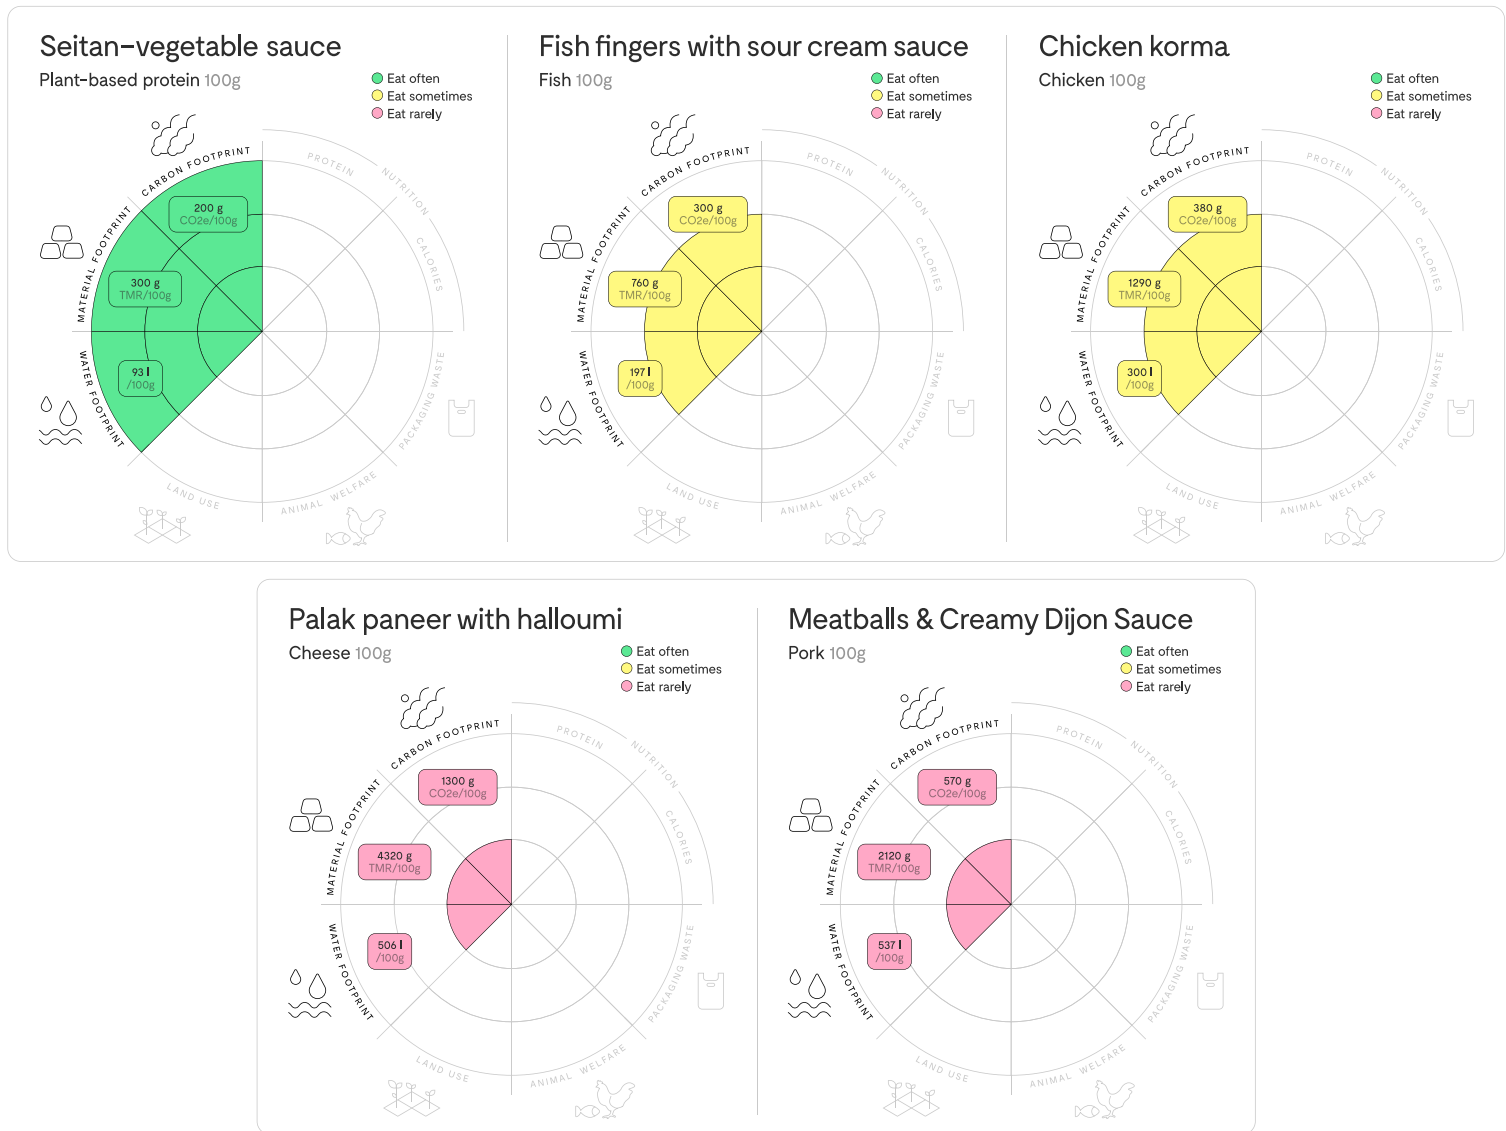 Seitan-vegetable sauce
Plant-based protein 100g
Eat often
Eat sometimes
Eat rarely
CARBON FOOTPRINT
PROTEIN
NUTRITION
CALORIES
MATERIAL FOOTPRINT
WATER FOOTPRINT
PACKAGING WASTE
LAND USE
ANIMAL WELFARE
200 g
CO2e/100g
300 g
TMR/100g
93 l
/100g
Fish fingers with sour cream sauce
Fish 100g
Eat often
Eat sometimes
Eat rarely
CARBON FOOTPRINT
PROTEIN
NUTRITION
CALORIES
MATERIAL FOOTPRINT
WATER FOOTPRINT
PACKAGING WASTE
LAND USE
ANIMAL WELFARE
300 g
CO2e/100g
760 g
TMR/100g
197 l
/100g
Chicken korma
Chicken 100g
Eat often
Eat sometimes
Eat rarely
CARBON FOOTPRINT
PROTEIN
NUTRITION
CALORIES
MATERIAL FOOTPRINT
WATER FOOTPRINT
PACKAGING WASTE
LAND USE
ANIMAL WELFARE
380 g
CO2e/100g
1290 g
TMR/100g
300 l
/100g
Palak paneer with halloumi
Cheese 100g
Eat often
Eat sometimes
Eat rarely
CARBON FOOTPRINT
PROTEIN
NUTRITION
CALORIES
MATERIAL FOOTPRINT
WATER FOOTPRINT
PACKAGING WASTE
LAND USE
ANIMAL WELFARE
1300 g
CO2e/100g
4320 g
TMR/100g
506 l
/100g
Meatballs & Creamy Dijon Sauce
Pork 100g
Eat often
Eat sometimes
Eat rarely
CARBON FOOTPRINT
PROTEIN
NUTRITION
CALORIES
MATERIAL FOOTPRINT
WATER FOOTPRINT
PACKAGING WASTE
LAND USE
ANIMAL WELFARE
570 g
CO2e/100g
2120 g
TMR/100g
537 l
/100g